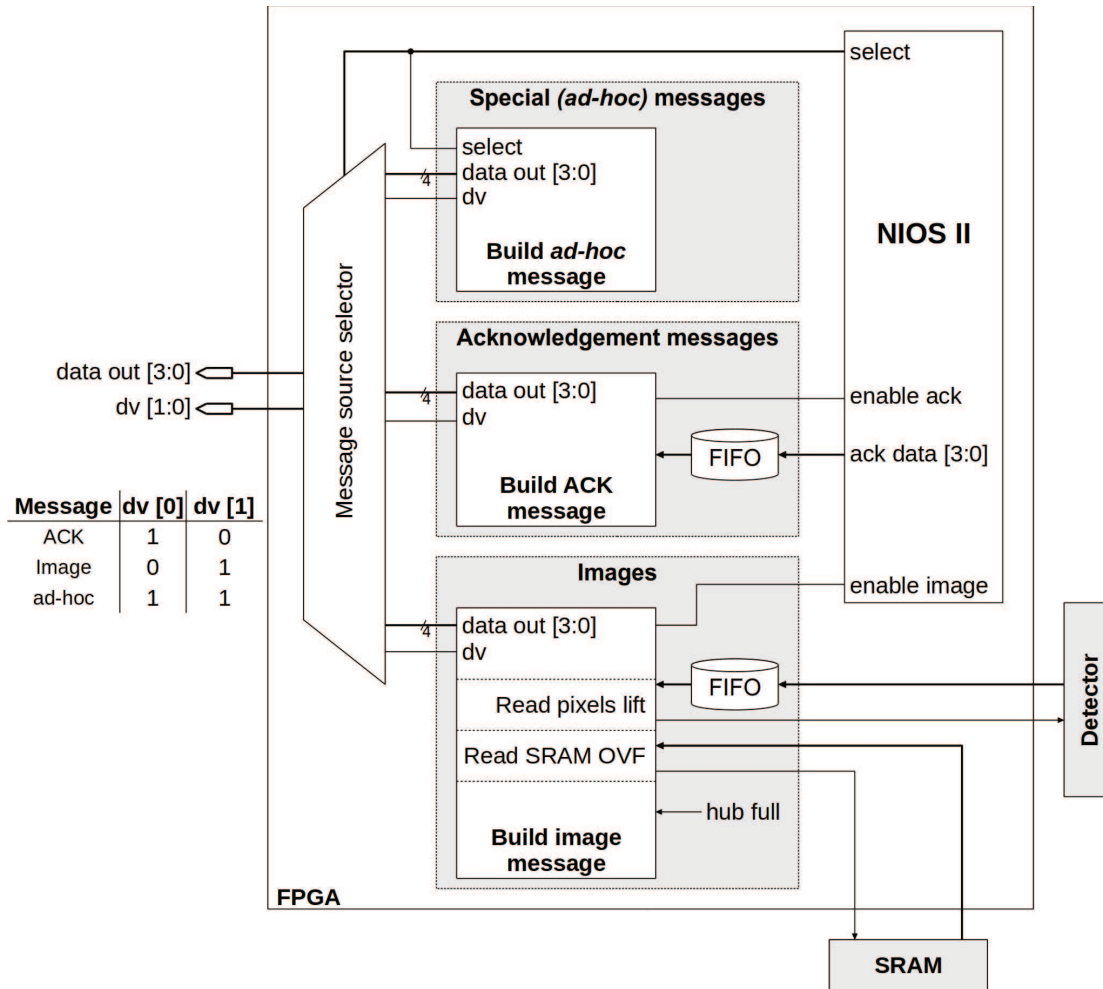 select
Special (ad-hoc) messages
select
data out [3:0]
4
dv
Build ad-hoc
message
NIOS II
Message source selector
Acknowledgement messages
data out [3:0]
4
dv
enable ack
FIFO
ack data [3:0]
Build ACK
message
data out [3:0]
dv [1:0]
Message dv [0] dv [1]
ACK 1 0
Image 0 1
ad-hoc 1 1
Images
enable image
data out [3:0]
4
dv
FIFO
Read pixels lift
Read SRAM OVF
hub full
Build image
message
Detector
FPGA
SRAM